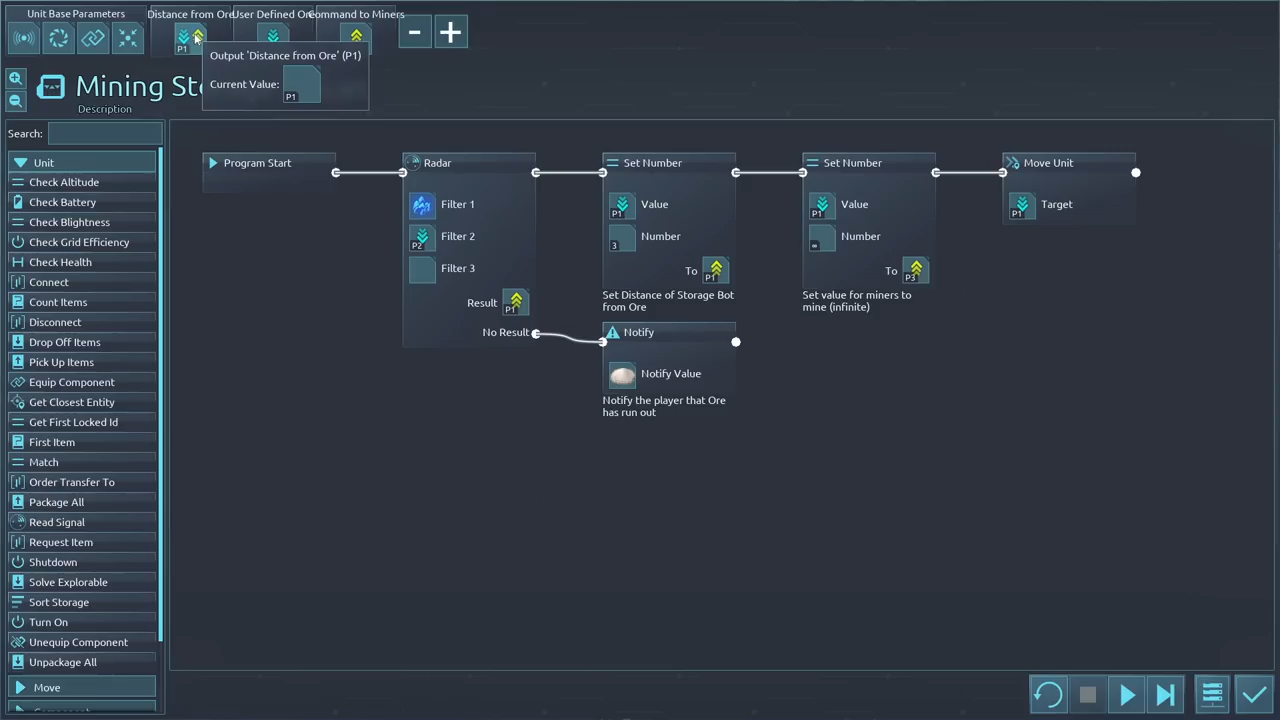 Unit Base Parameters
Distance from Ore
User Defined Or
Command to Miners
P1
- +
Output 'Distance from Ore' (P1)
Current Value:
P1
Mining Sto
Description
Search:
Unit
Check Altitude
Check Battery
Check Blightness
Check Grid Efficiency
Check Health
Connect
Count Items
Disconnect
Drop Off Items
Pick Up Items
Equip Component
Get Closest Entity
Get First Locked Id
First Item
Match
Order Transfer To
Package All
Read Signal
Request Item
Shutdown
Solve Explorable
Sort Storage
Turn On
Unequip Component
Unpackage All
Move
Program Start
Radar
Filter 1
P2 Filter 2
Filter 3
Result P1
No Result
Set Number
P1 Value
3 Number
To P1
Set Distance of Storage Bot
from Ore
Notify
Notify Value
Notify the player that Ore
has run out
Set Number
P1 Value
∞ Number
To P3
Set value for miners to
mine (infinite)
Move Unit
P1 Target